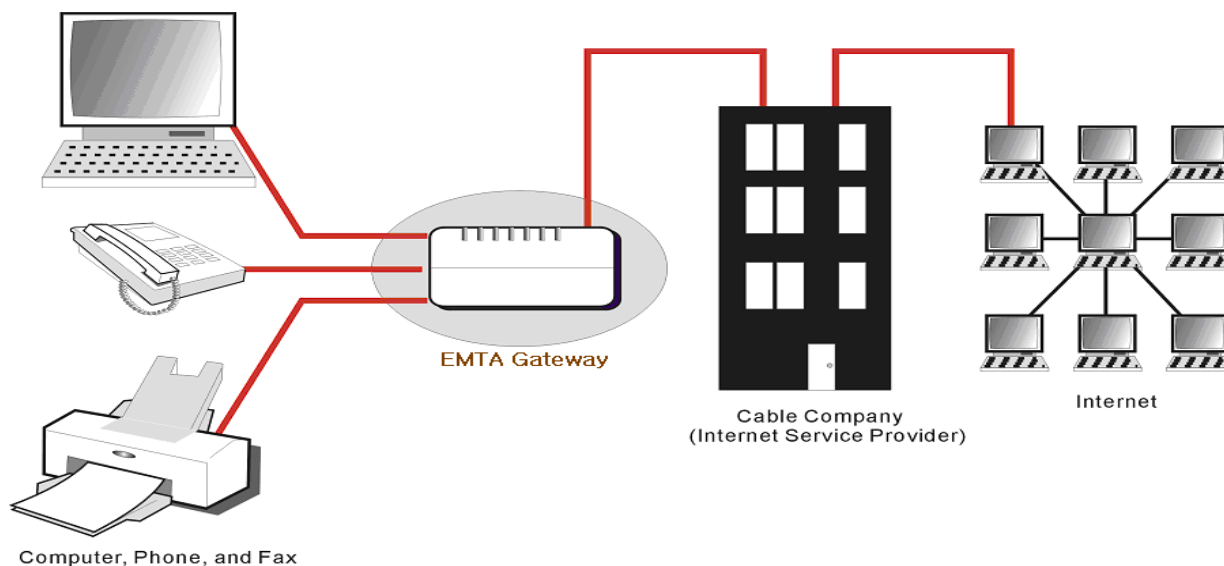 EMTA Gateway
Cable Company
(Internet Service Provider)
Internet
Computer, Phone, and Fax